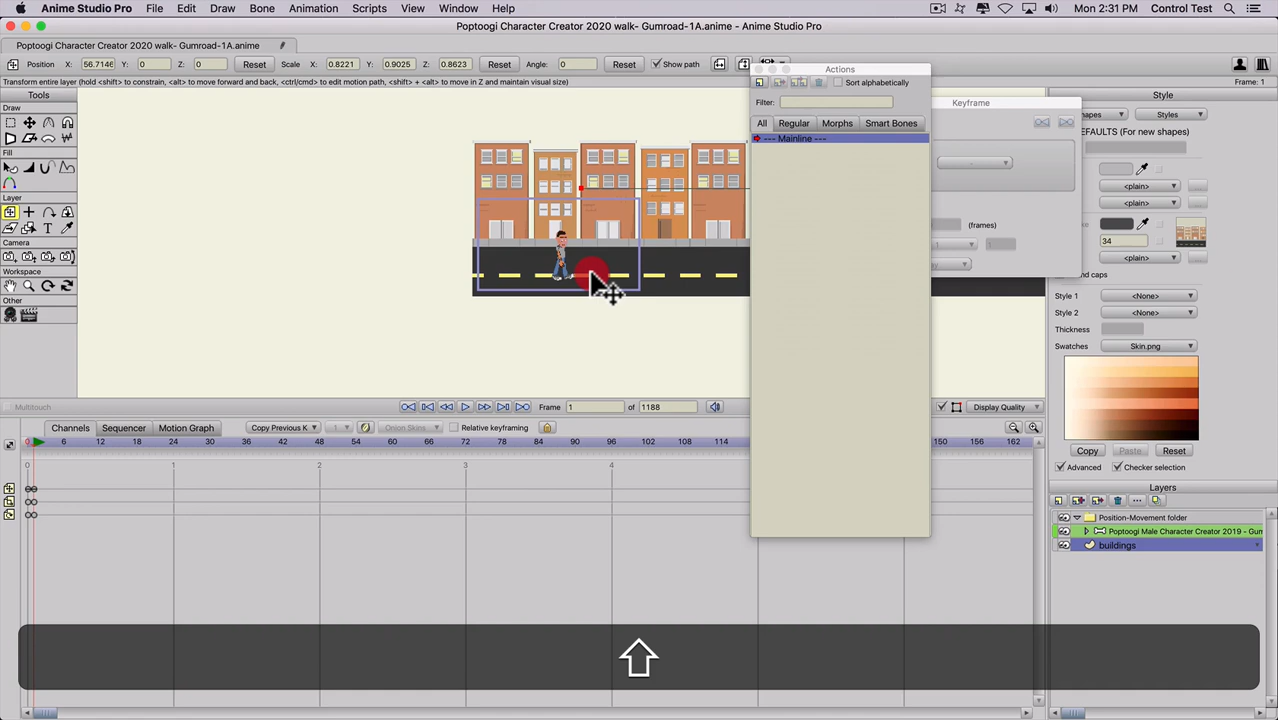 Anime Studio Pro File Edit Draw Bone Animation Scripts View Window Help Mon 2:31 PM Control Test
Poptoogi Character Creator 2020 walk- Gumroad-1A.anime - Anime Studio Pro
Poptoogi Character Creator 2020 walk- Gumroad-1A.anime
Position X: 56.7146 Y: 0 Z: 0 Reset Scale X: 0.8221 Y: 0.9025 Z: 0.8623 Reset Angle: 0 Reset Show path
Transform entire layer (hold <shift> to constrain, <alt> to move forward and back, <ctrl/cmd> to edit motion path, <shift> + <alt> to maintain visual size) Frame: 1
Tools
Draw
Fill
Layer
Camera
Workspace
Other
Actions
Sort alphabetically
Filter:
All Regular Morphs Smart Bones
--- Mainline ---
Keyframe
-
(frames)
1
Style
Styles
DEFAULTS (For new shapes)
<plain> ...
<plain> ...
34
<plain> ...
Style 1 <None>
Style 2 <None>
Thickness
Swatches Skin.png
Copy Paste Reset
Advanced Checker selection
Multitouch Frame 1 of 1188 Display Quality
Channels Sequencer Motion Graph Copy Previous K 1 Onion Skins Relative keyframing
0 6 12 18 24 30 36 42 48 54 60 66 72 78 84 90 96 102 108 114 150 156 162
0 1 2 3 4
Layers
Position-Movement folder
Poptoogi Male Character Creator 2019 - Gum
buildings